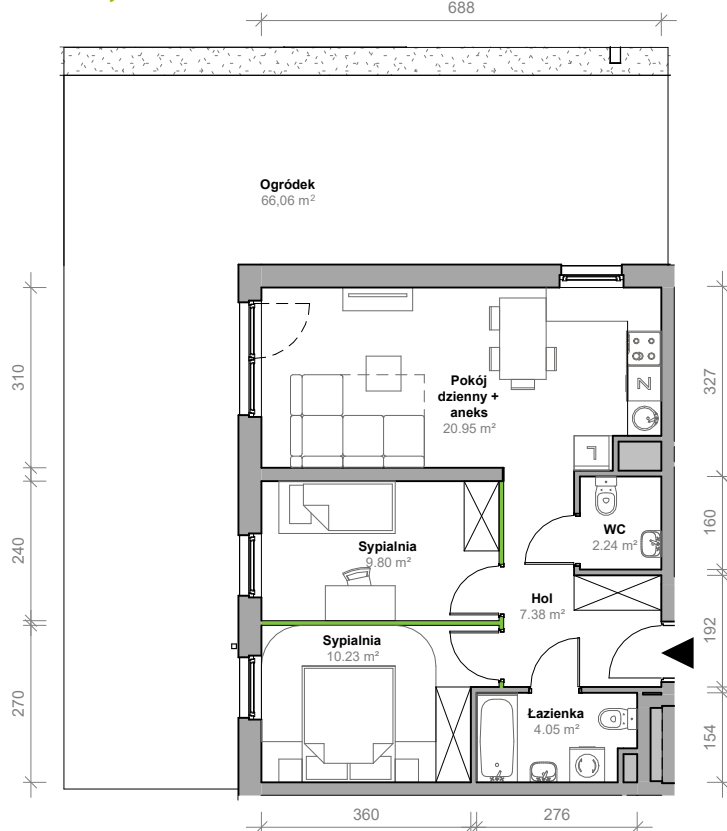 688
Ogródek
66,06 m²
310
327
Pokój
dzienny +
aneks
20.95 m²
Z
L
240
Sypialnia
9.80 m²
WC
2.24 m²
160
Hol
7.38 m²
192
270
Sypialnia
10.23 m²
Łazienka
4.05 m²
154
360
276